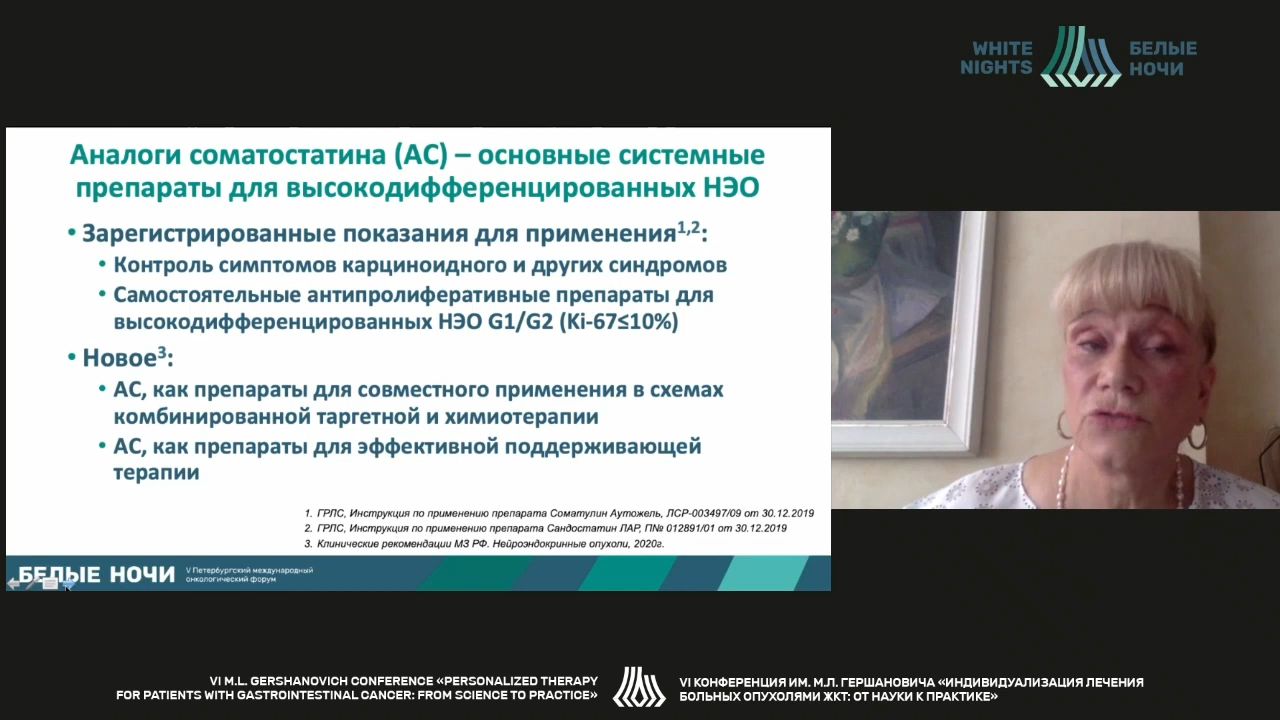 WHITE
NIGHTS
БЕЛЫЕ
НОЧИ
Аналоги соматостатина (АС) – основные системные
препараты для высокодифференцированных НЭО
• Зарегистрированные показания для применения1,2:
• Контроль симптомов карциноидного и других синдромов
• Самостоятельные антипролиферативные препараты для
высокодифференцированных НЭО G1/G2 (Ki-67≤10%)
• Новое3:
• АС, как препараты для совместного применения в схемах
комбинированной таргетной и химиотерапии
• АС, как препараты для эффективной поддерживающей
терапии
1. ГРЛС, Инструкция по применению препарата Соматулин Аутожель, ЛСР-003497/09 от 30.12.2019
2. ГРЛС, Инструкция по применению препарата Сандостатин ЛАР, П№ 012891/01 от 30.12.2019
3. Клинические рекомендации МЗ РФ. Нейроэндокринные опухоли, 2020г.
БЕЛЫЕ НОЧИ
V Петербургский международный
онкологический форум
VI M.L. GERSHANOVICH CONFERENCE «PERSONALIZED THERAPY
FOR PATIENTS WITH GASTROINTESTINAL CANCER: FROM SCIENCE TO PRACTICE»
VI КОНФЕРЕНЦИЯ ИМ. М.Л. ГЕРШАНОВИЧА «ИНДИВИДУАЛИЗАЦИЯ ЛЕЧЕНИЯ
БОЛЬНЫХ ОПУХОЛЯМИ ЖКТ: ОТ НАУКИ К ПРАКТИКЕ»